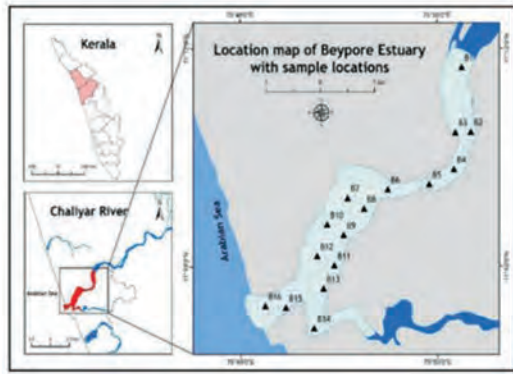 Kerala
Chaliyar River
Arabian Sea
Location map of Beypore Estuary
with sample locations
Arabian Sea
B
B3
B2
B4
B5
B6
B7
B8
B10
B9
B12
B11
B13
B16
B15
B14